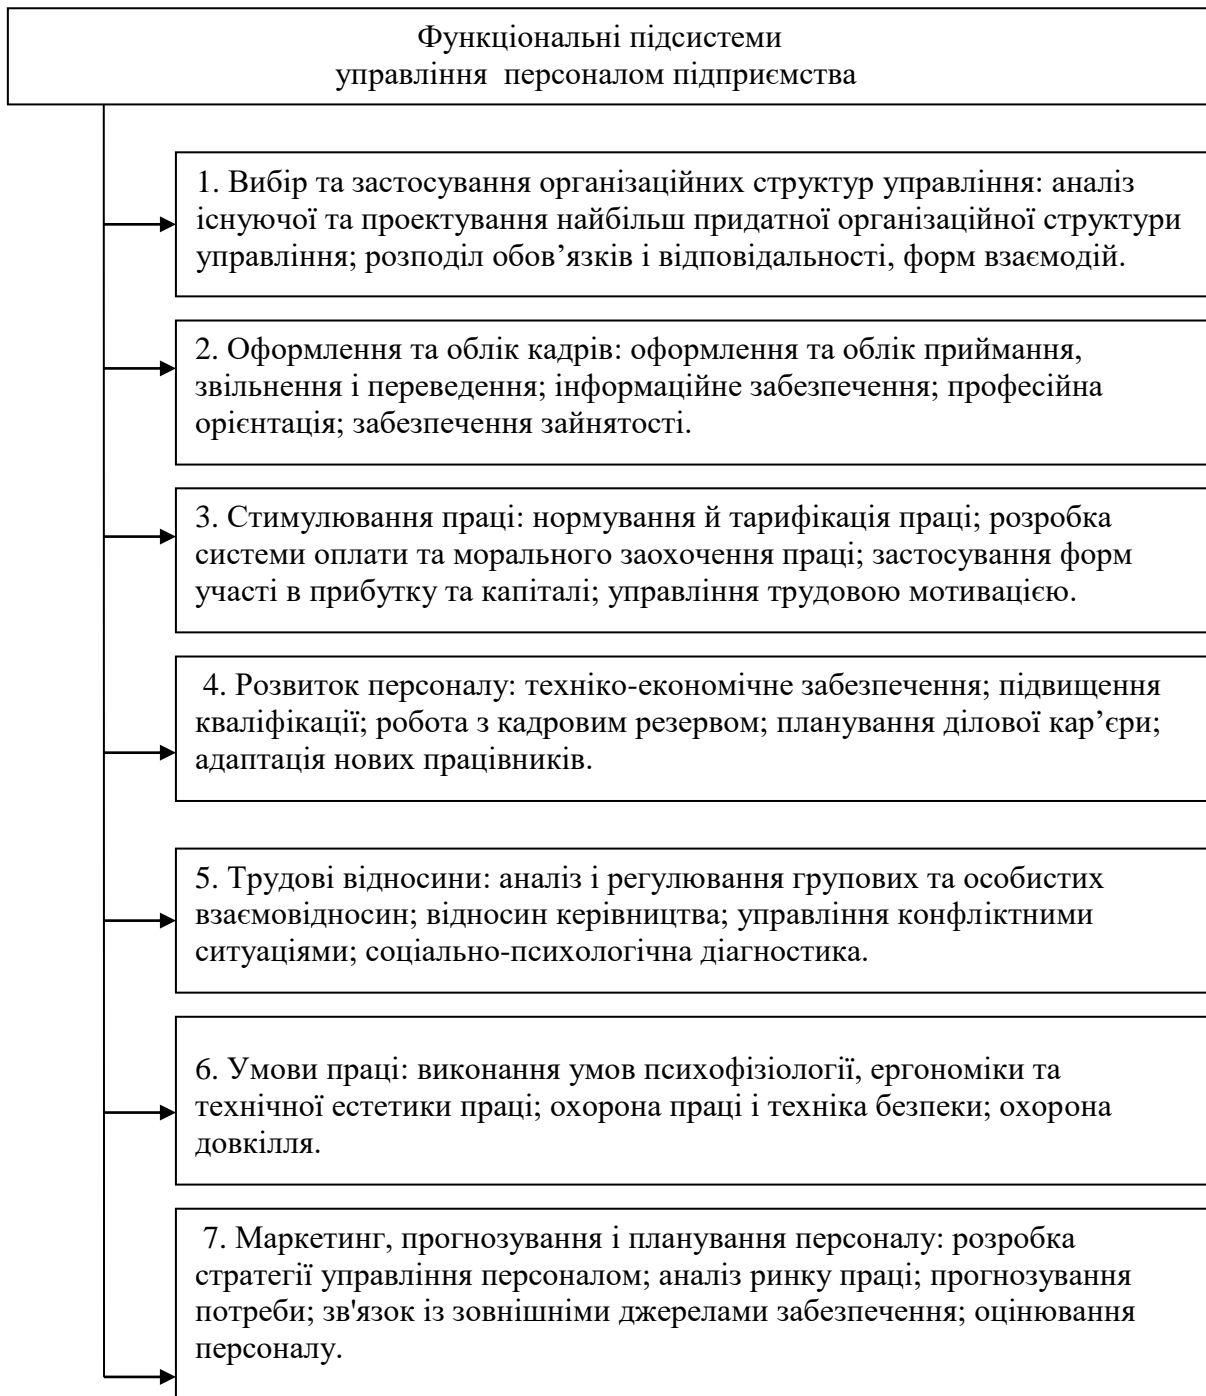 Функціональні підсистеми
управління персоналом підприємства
1. Вибір та застосування організаційних структур управління: аналіз
існуючої та проектування найбільш придатної організаційної структури
управління; розподіл обов’язків і відповідальності, форм взаємодій.
2. Оформлення та облік кадрів: оформлення та облік приймання,
звільнення і переведення; інформаційне забезпечення; професійна
орієнтація; забезпечення зайнятості.
3. Стимулювання праці: нормування й тарифікація праці; розробка
системи оплати та морального заохочення праці; застосування форм
участі в прибутку та капіталі; управління трудовою мотивацією.
4. Розвиток персоналу: техніко-економічне забезпечення; підвищення
кваліфікації; робота з кадровим резервом; планування ділової кар’єри;
адаптація нових працівників.
5. Трудові відносини: аналіз і регулювання групових та особистих
взаємовідносин; відносин керівництва; управління конфліктними
ситуаціями; соціально-психологічна діагностика.
6. Умови праці: виконання умов психофізіології, ергономіки та
технічної естетики праці; охорона праці і техніка безпеки; охорона
довкілля.
7. Маркетинг, прогнозування і планування персоналу: розробка
стратегії управління персоналом; аналіз ринку праці; прогнозування
потреби; зв'язок із зовнішніми джерелами забезпечення; оцінювання
персоналу.